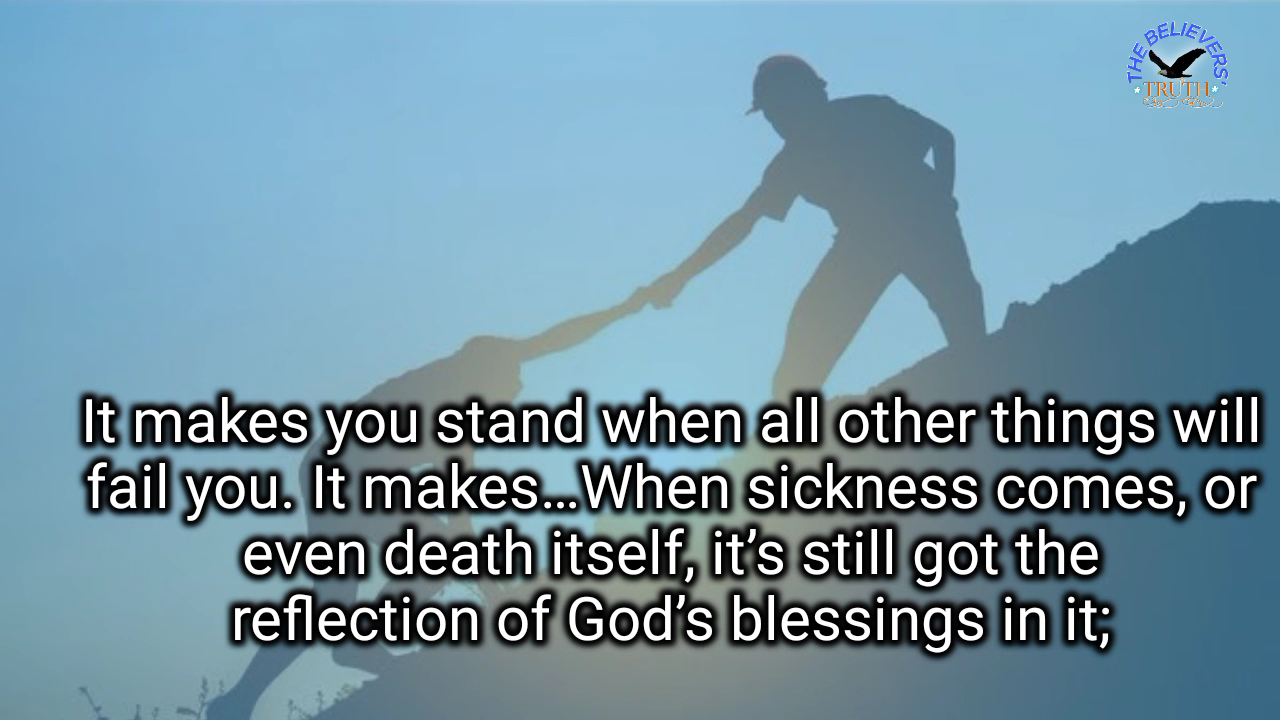 THE BELIEVERS'
TRUTH
It makes you stand when all other things will
fail you. It makes...When sickness comes, or
even death itself, it’s still got the
reflection of God’s blessings in it;